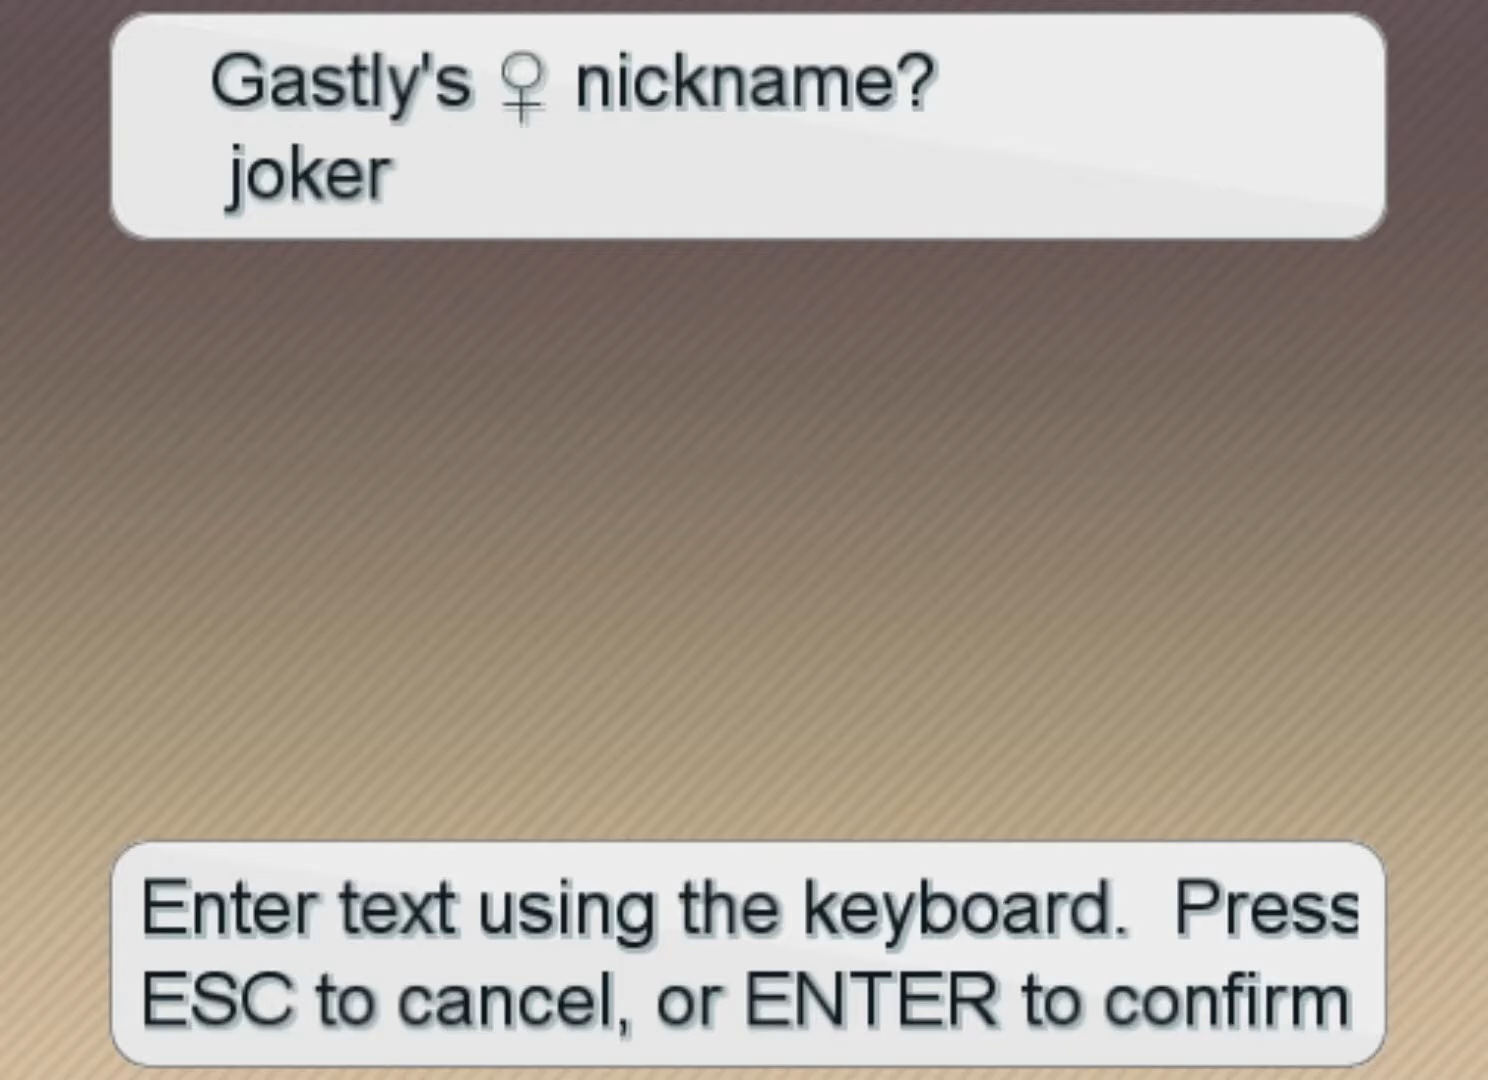 Gastly's ♀ nickname?
joker
Enter text using the keyboard.  Press
ESC to cancel, or ENTER to confirm